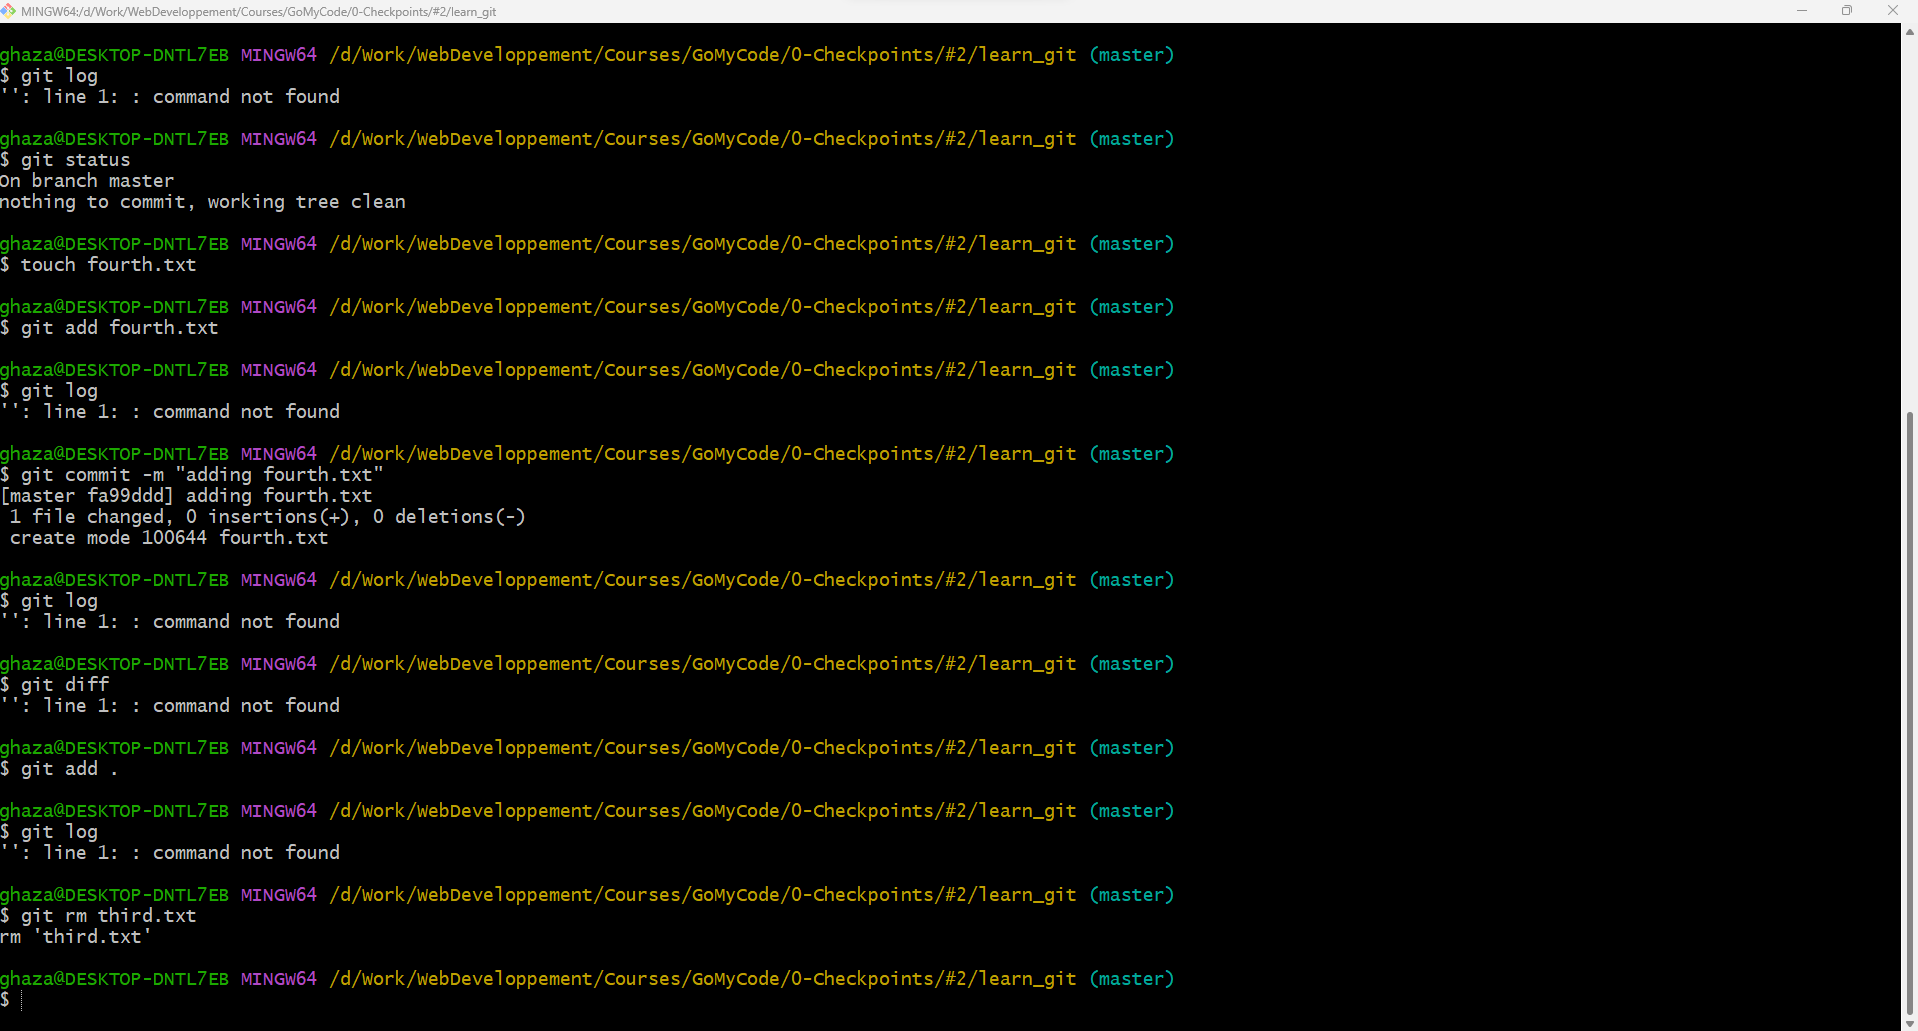 MINGW64:/d/Work/WebDeveloppement/Courses/GoMyCode/0-Checkpoints/#2/learn_git
ghaza@DESKTOP-DNTL7EB MINGW64 /d/Work/WebDeveloppement/Courses/GoMyCode/0-Checkpoints/#2/learn_git (master)
$ git log
'': line 1: : command not found
ghaza@DESKTOP-DNTL7EB MINGW64 /d/Work/WebDeveloppement/Courses/GoMyCode/0-Checkpoints/#2/learn_git (master)
$ git status
On branch master
nothing to commit, working tree clean
ghaza@DESKTOP-DNTL7EB MINGW64 /d/Work/WebDeveloppement/Courses/GoMyCode/0-Checkpoints/#2/learn_git (master)
$ touch fourth.txt
ghaza@DESKTOP-DNTL7EB MINGW64 /d/Work/WebDeveloppement/Courses/GoMyCode/0-Checkpoints/#2/learn_git (master)
$ git add fourth.txt
ghaza@DESKTOP-DNTL7EB MINGW64 /d/Work/WebDeveloppement/Courses/GoMyCode/0-Checkpoints/#2/learn_git (master)
$ git log
'': line 1: : command not found
ghaza@DESKTOP-DNTL7EB MINGW64 /d/Work/WebDeveloppement/Courses/GoMyCode/0-Checkpoints/#2/learn_git (master)
$ git commit -m "adding fourth.txt"
[master fa99ddd] adding fourth.txt
 1 file changed, 0 insertions(+), 0 deletions(-)
 create mode 100644 fourth.txt
ghaza@DESKTOP-DNTL7EB MINGW64 /d/Work/WebDeveloppement/Courses/GoMyCode/0-Checkpoints/#2/learn_git (master)
$ git log
'': line 1: : command not found
ghaza@DESKTOP-DNTL7EB MINGW64 /d/Work/WebDeveloppement/Courses/GoMyCode/0-Checkpoints/#2/learn_git (master)
$ git diff
'': line 1: : command not found
ghaza@DESKTOP-DNTL7EB MINGW64 /d/Work/WebDeveloppement/Courses/GoMyCode/0-Checkpoints/#2/learn_git (master)
$ git add .
ghaza@DESKTOP-DNTL7EB MINGW64 /d/Work/WebDeveloppement/Courses/GoMyCode/0-Checkpoints/#2/learn_git (master)
$ git log
'': line 1: : command not found
ghaza@DESKTOP-DNTL7EB MINGW64 /d/Work/WebDeveloppement/Courses/GoMyCode/0-Checkpoints/#2/learn_git (master)
$ git rm third.txt
rm 'third.txt'
ghaza@DESKTOP-DNTL7EB MINGW64 /d/Work/WebDeveloppement/Courses/GoMyCode/0-Checkpoints/#2/learn_git (master)
$